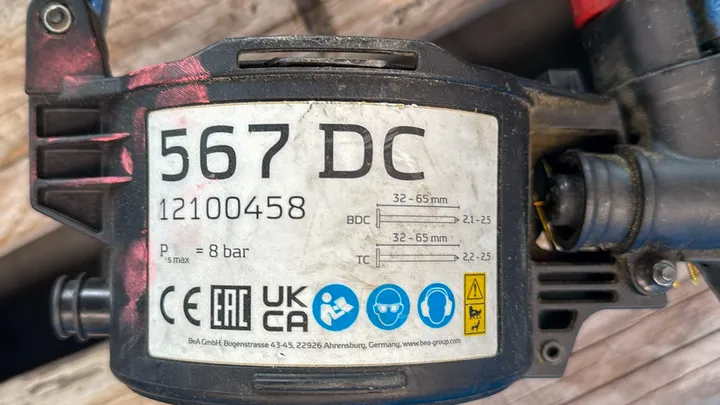 567 DC
12100458
Ps max = 8 bar
32 - 65 mm
BDC 2,1 - 2,5
32 - 65 mm
TC 2,2 - 2,5
CE EAC UK CA
BeA GmbH, Bogenstrasse 43-45, 22926 Ahrensburg, Germany, www.bea-group.com